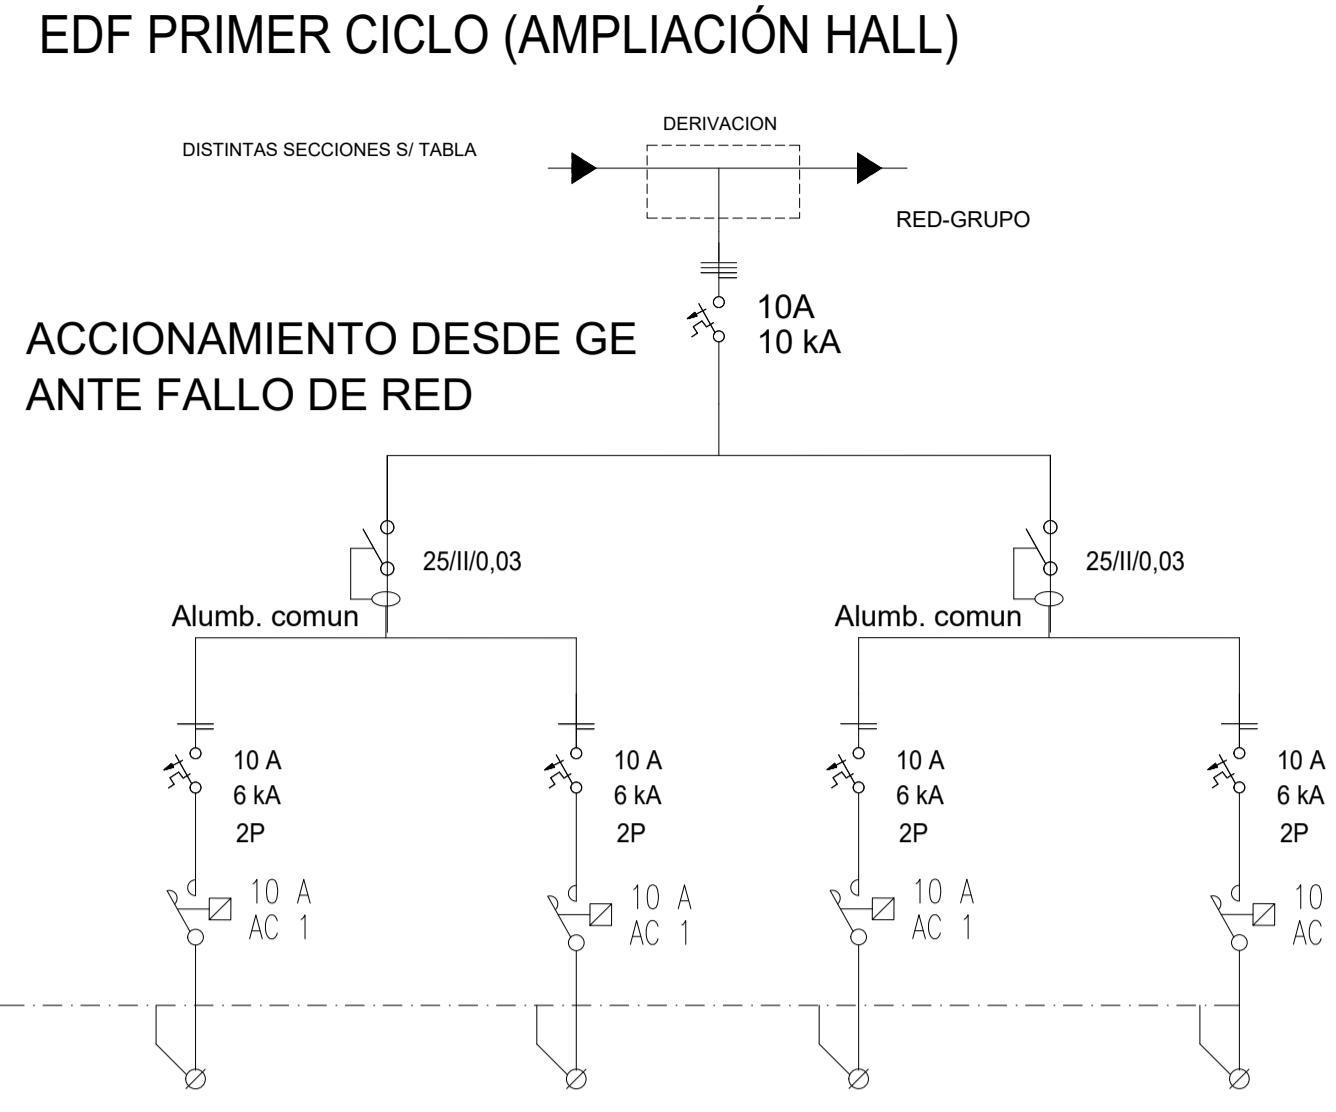 EDF PRIMER CICLO (AMPLIACIÓN HALL)
DERIVACION
DISTINTAS SECCIONES S/ TABLA
RED-GRUPO
10A
10 kA
ACCIONAMIENTO DESDE GE
ANTE FALLO DE RED
25/II/0,03
25/II/0,03
Alumb. comun
Alumb. comun
10 A
6 kA
2P
10 A
6 kA
2P
10 A
6 kA
2P
10 A
6 kA
2P
10 A
AC 1
10 A
AC 1
10 A
AC 1
10
AC